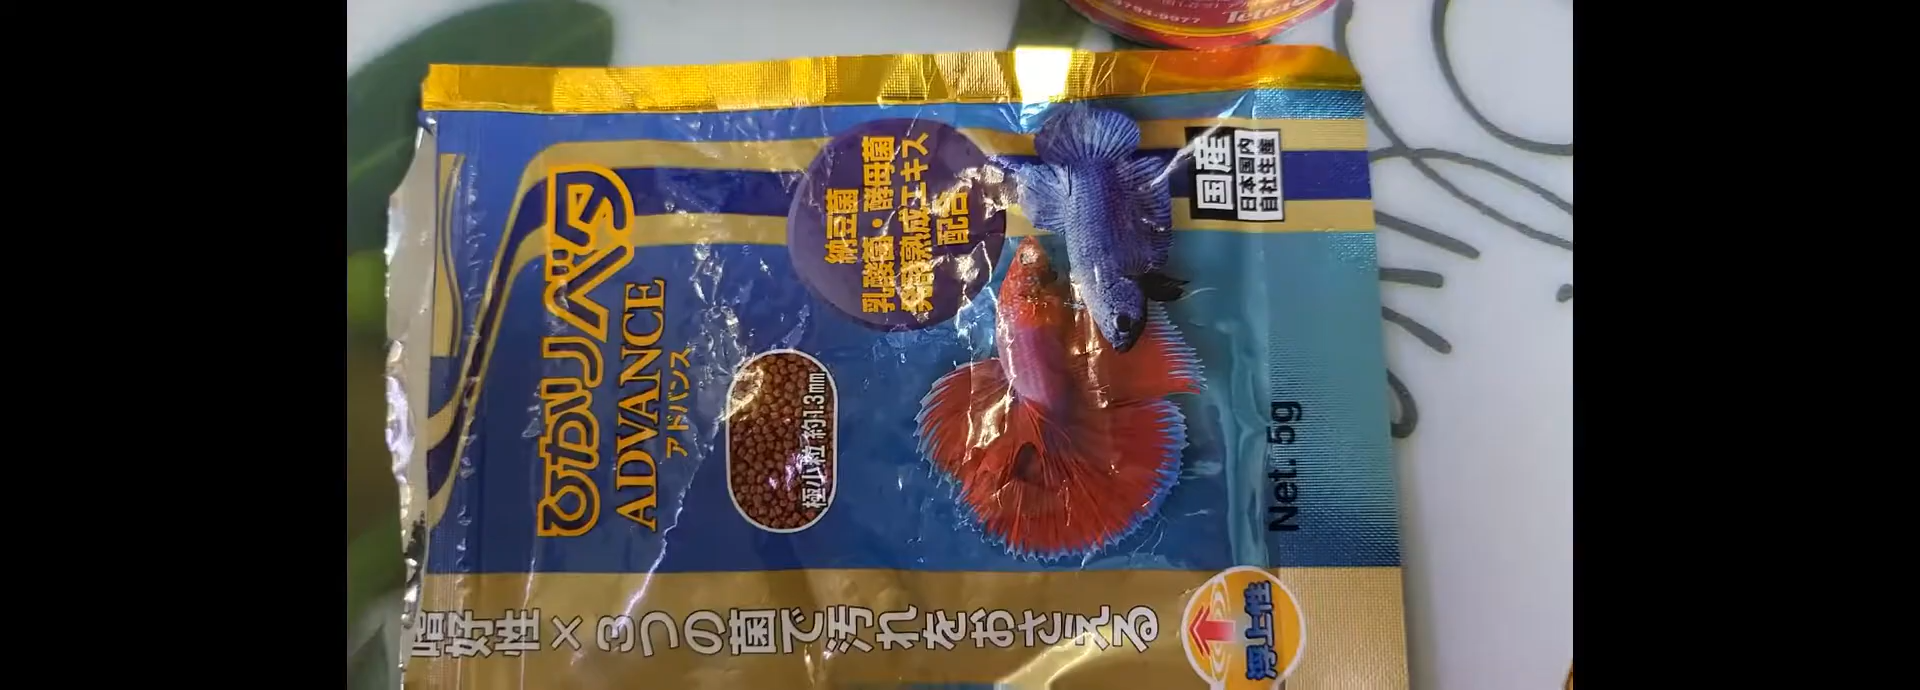 ひかりベタ
ADVANCE
アドバンス
納豆菌
乳酸菌・酵母菌
発酵熟成エキス
配合
国産
日本国内
自社生産
極小粒 約1.3mm
Net. 5g
嗜好性×3つの菌で汚れをおさえる
浮上性
3794-9977
Tetra